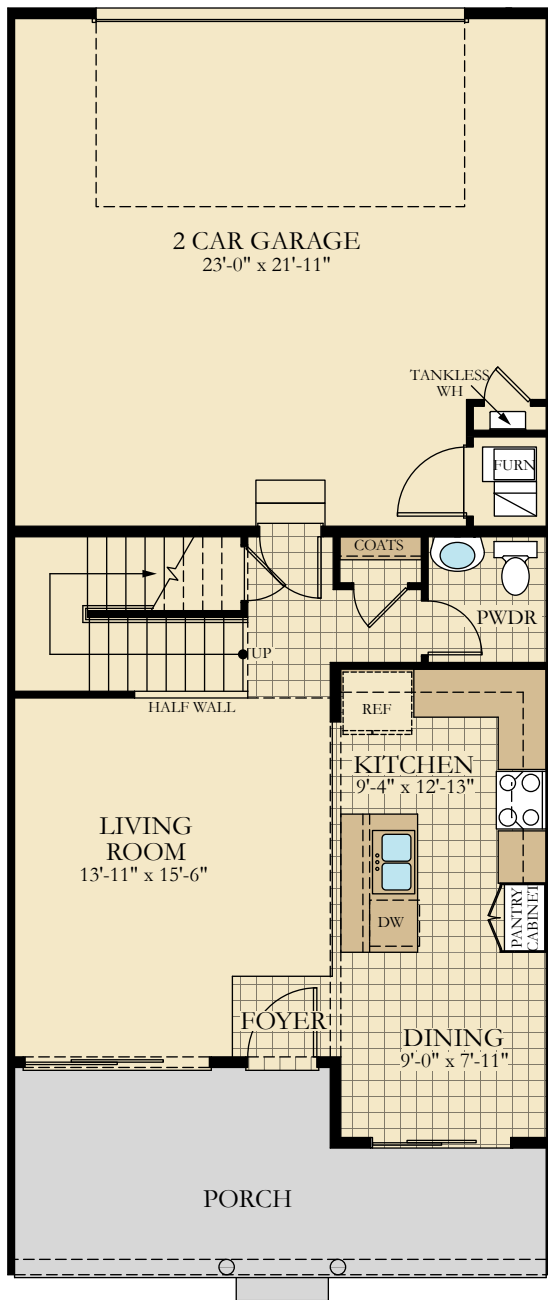 2 CAR GARAGE
23'-0" x 21'-11"
TANKLESS
WH
FURN
COATS
PWDR
UP
HALF WALL
REF
KITCHEN
9'-4" x 12'-13"
LIVING
ROOM
13'-11" x 15'-6"
PANTRY
CABINET
DW
FOYER
DINING
9'-0" x 7'-11"
PORCH